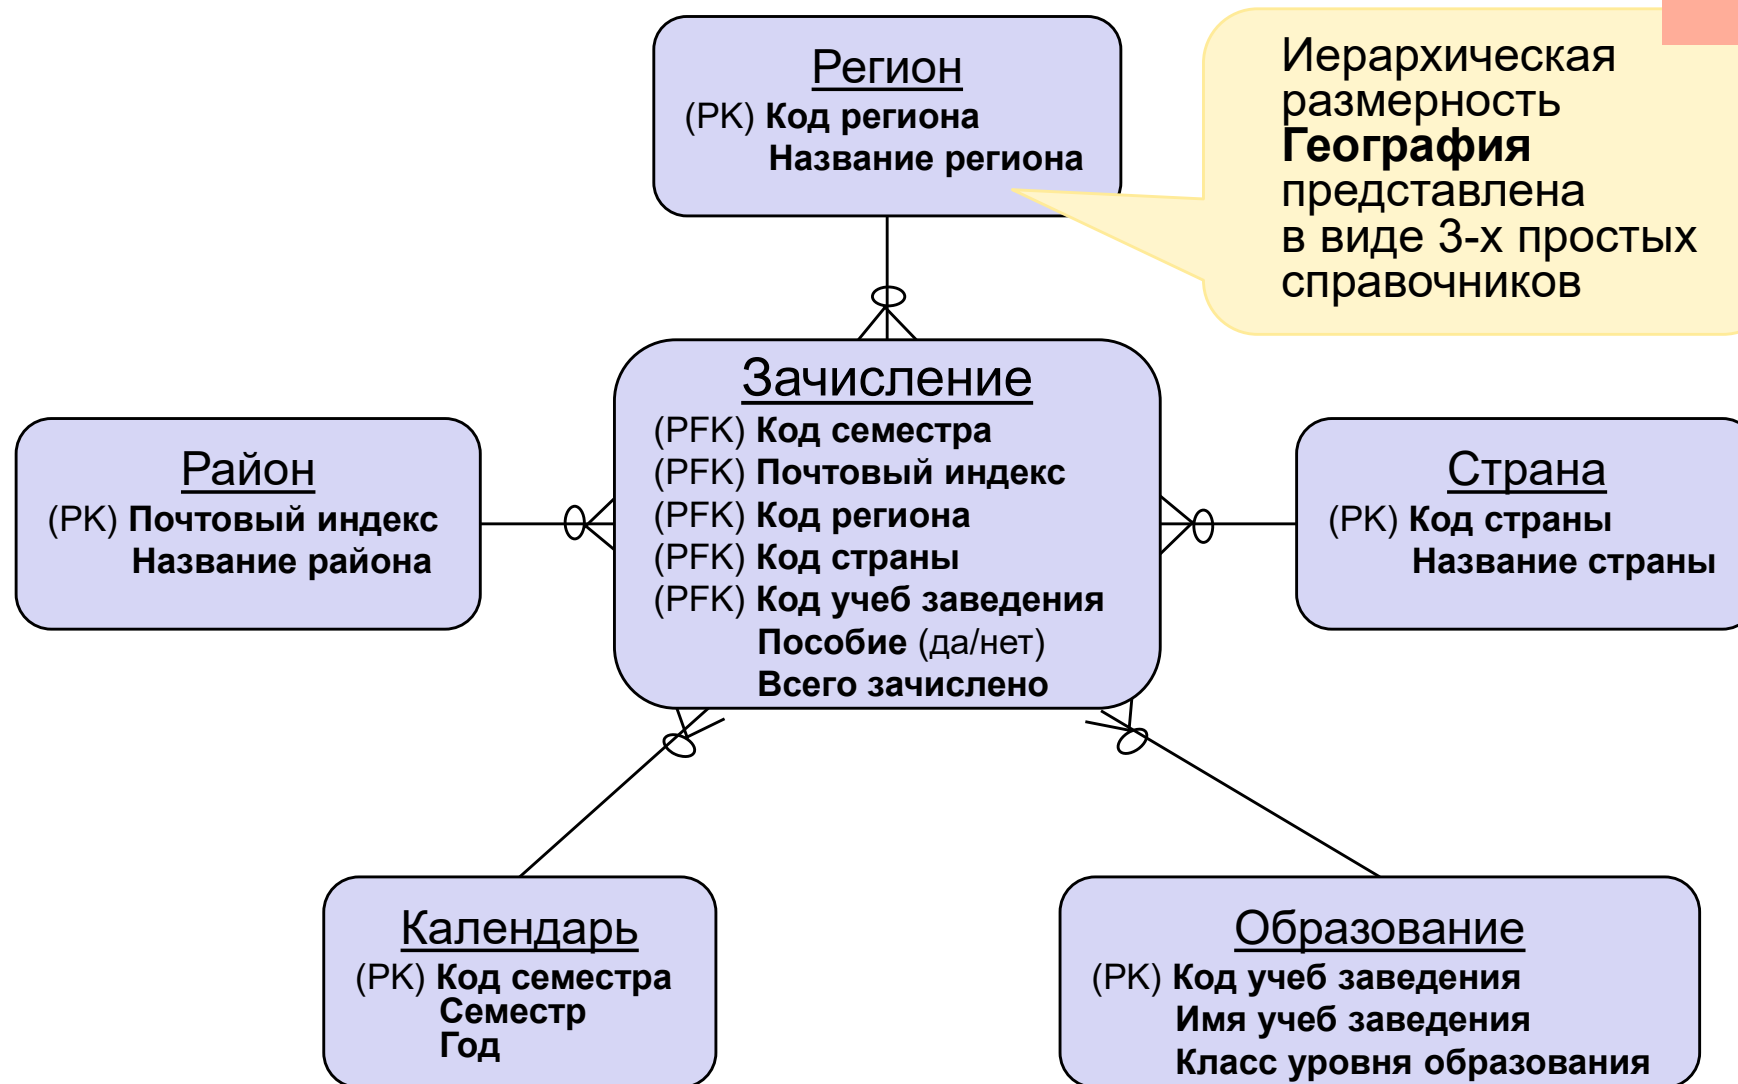 Регион
(PK) Код региона
Название региона
Иерархическая
размерность
География
представлена
в виде 3-х простых
справочников
Зачисление
(PFK) Код семестра
(PFK) Почтовый индекс
(PFK) Код региона
(PFK) Код страны
(PFK) Код учеб заведения
Пособие (да/нет)
Всего зачислено
Район
(PK) Почтовый индекс
Название района
Страна
(PK) Код страны
Название страны
Календарь
(PK) Код семестра
Семестр
Год
Образование
(PK) Код учеб заведения
Имя учеб заведения
Класс уровня образования